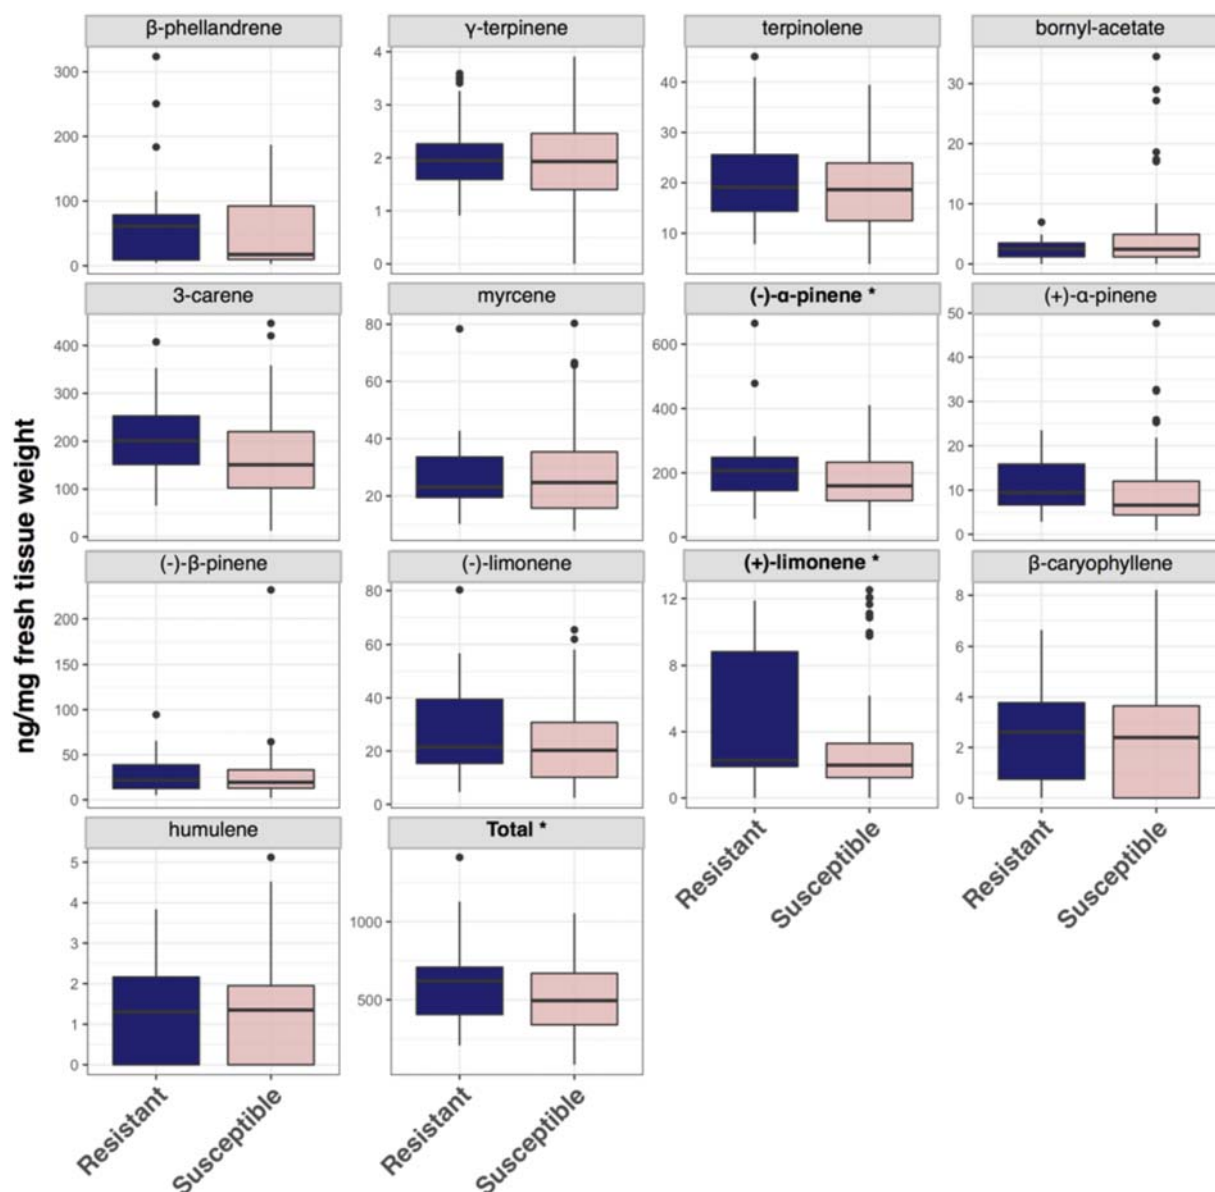 β-phellandrene
γ-terpinene
terpinolene
bornyl-acetate
300
200
100
0
4
3
2
1
0
40
30
20
10
30
20
10
0
3-carene
myrcene
(-)-α-pinene *
(+)-α-pinene
400
300
200
100
0
80
60
40
20
600
400
200
0
50
40
30
20
10
0
(-)-β-pinene
(-)-limonene
(+)-limonene *
β-caryophyllene
200
150
100
50
0
80
60
40
20
0
12
8
4
0
8
6
4
2
0
humulene
Total *
5
4
3
2
1
0
1000
500
Resistant
Susceptible
Resistant
Susceptible
Resistant
Susceptible
Resistant
Susceptible
ng/mg fresh tissue weight